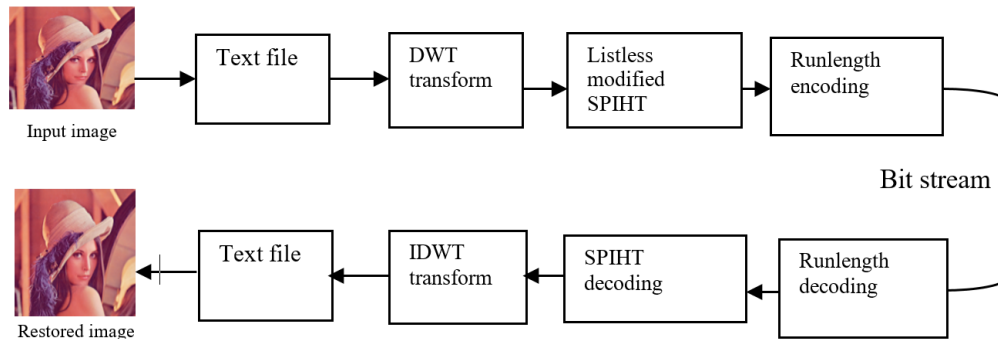 Text file
DWT
transform
Listless
modified
SPIHT
Runlength
encoding
Input image
Bit stream
Text file
IDWT
transform
SPIHT
decoding
Runlength
decoding
Restored image